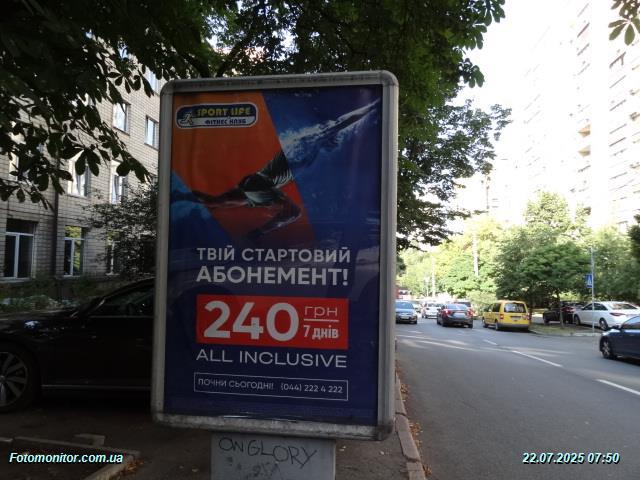 SPORT LIFE
ФІТНЕС КЛУБ
ТВІЙ СТАРТОВИЙ
АБОНЕМЕНТ!
240 ГРН
7 ДНІВ
ALL INCLUSIVE
ПОЧНИ СЬОГОДНІ! (044) 222 4 222
ON GLORY
Fotomonitor.com.ua
22.07.2025 07:50